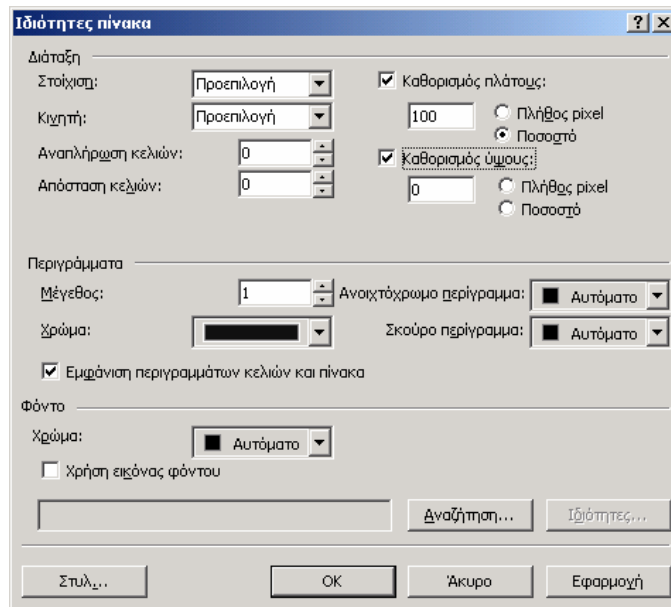 Ιδιότητες πίνακα
Διάταξη
Στοίχιση: Προεπιλογή
Καθορισμός πλάτους:
Κινητή: Προεπιλογή
100 Πλήθος pixel
Ποσοστό
Αναπλήρωση κελιών: 0
Καθορισμός ύψους:
Απόσταση κελιών: 0
0 Πλήθος pixel
Ποσοστό
Περιγράμματα
Μέγεθος: 1 Ανοιχτόχρωμο περίγραμμα: Αυτόματο
Χρώμα: Σκούρο περίγραμμα: Αυτόματο
Εμφάνιση περιγραμμάτων κελιών και πίνακα
Φόντο
Χρώμα: Αυτόματο
Χρήση εικόνας φόντου
Αναζήτηση... Ιδιότητες...
Στυλ... OK Άκυρο Εφαρμογή